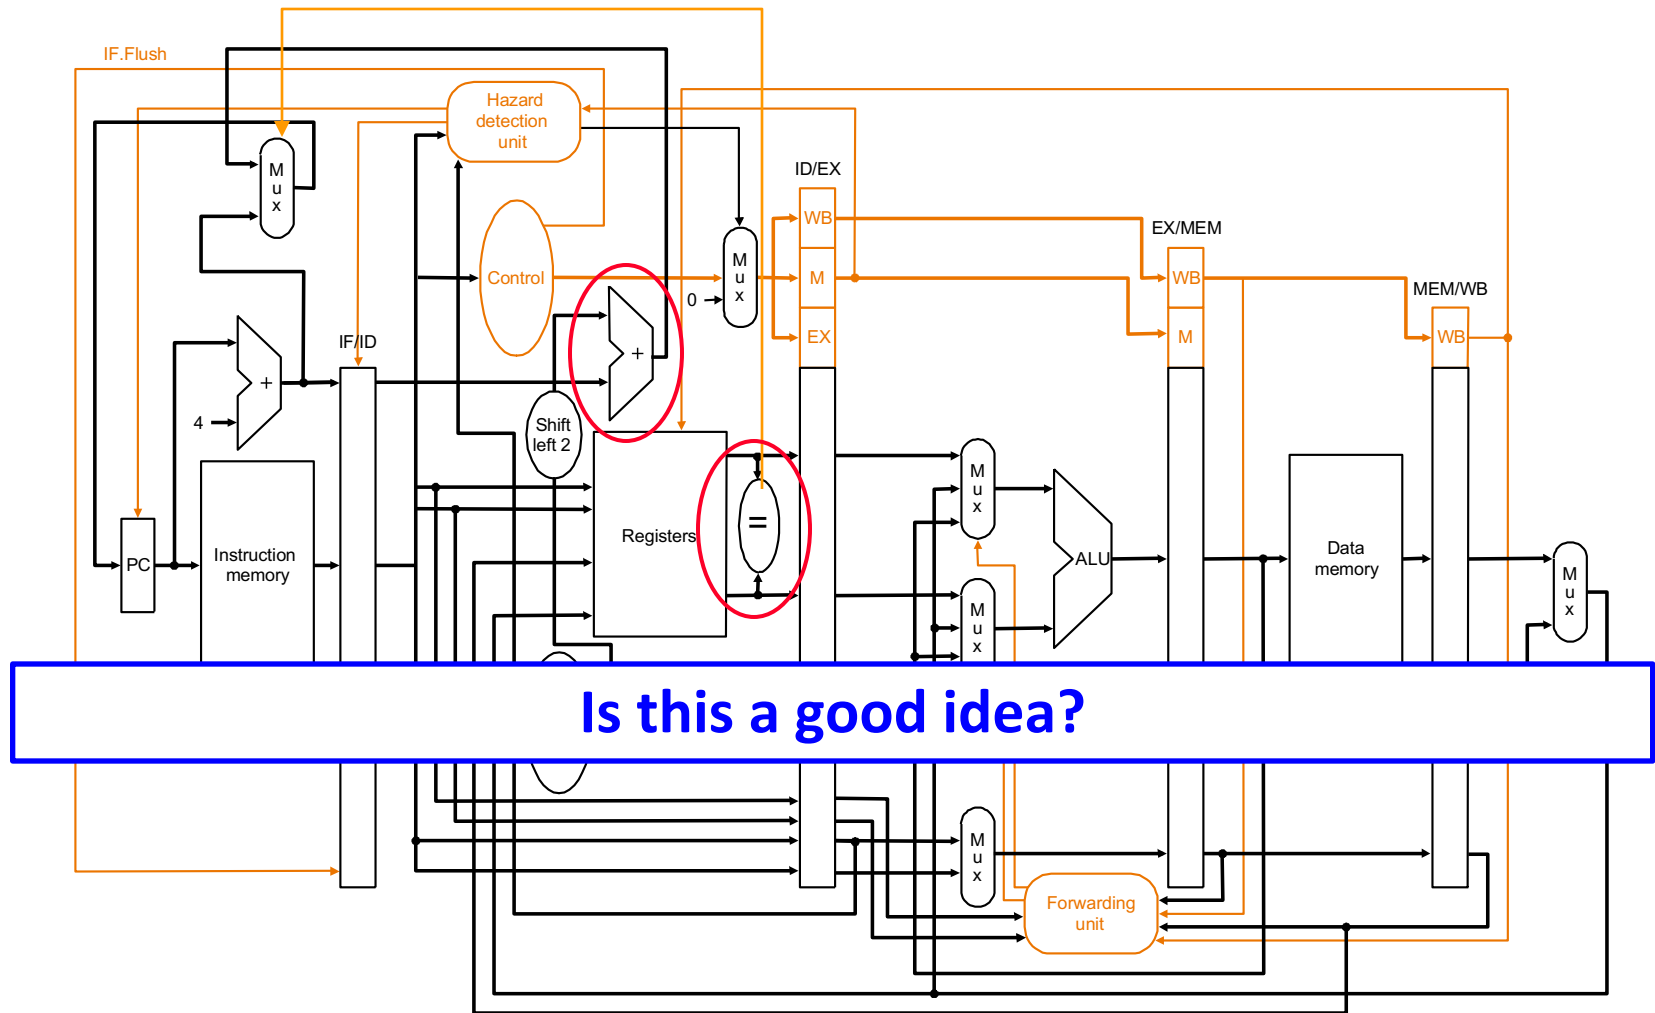 IF.Flush
Hazard
detection
unit
M
u
x
ID/EX
WB
EX/MEM
Control
M
u
x
M
WB
MEM/WB
0
IF/ID
+
EX
M
WB
+
4
Shift
left 2
M
u
x
=
Registers
PC
Instruction
memory
ALU
Data
memory
M
u
x
M
u
x
Is this a good idea?
M
u
x
Forwarding
unit